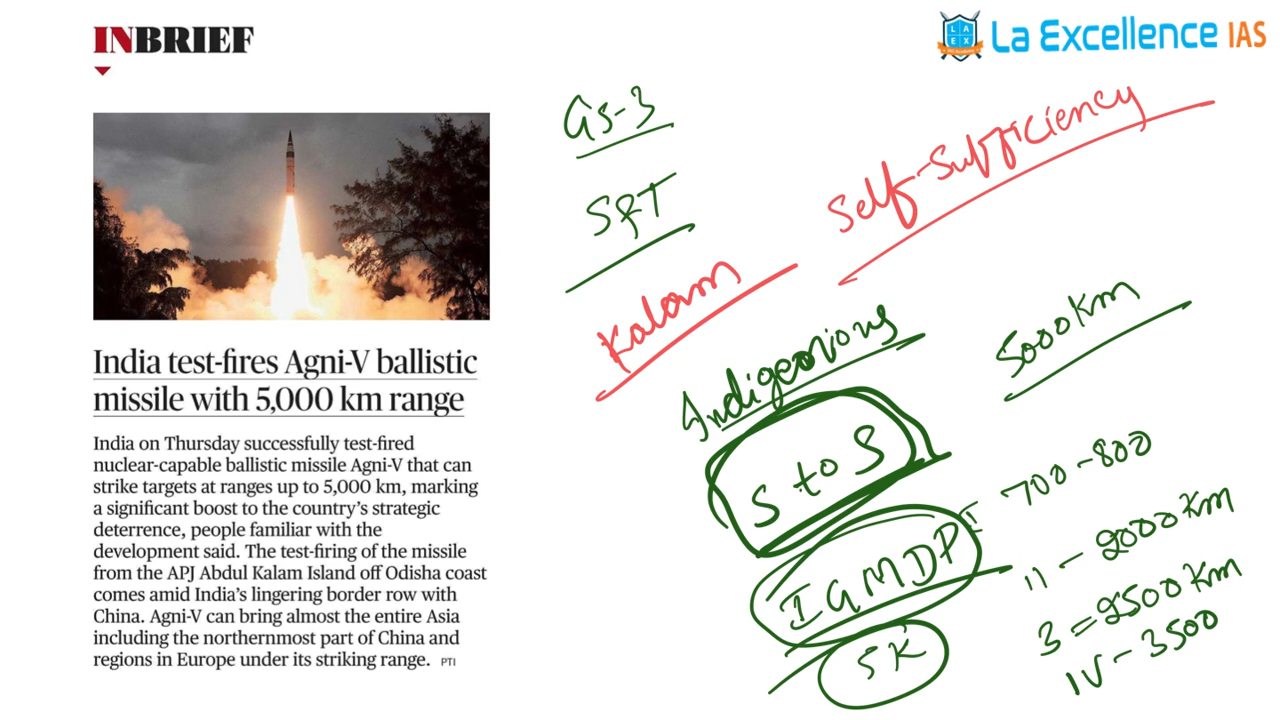 INBRIEF
La Excellence IAS
LA
EX
India test-fires Agni-V ballistic
missile with 5,000 km range
India on Thursday successfully test-fired
nuclear-capable ballistic missile Agni-V that can
strike targets at ranges up to 5,000 km, marking
a significant boost to the country's strategic
deterrence, people familiar with the
development said. The test-firing of the missile
from the APJ Abdul Kalam Island off Odisha coast
comes amid India's lingering border row with
China. Agni-V can bring almost the entire Asia
including the northernmost part of China and
regions in Europe under its striking range. PTI
GS-3
S&T
Self-Sufficiency
Kalam
Indigenious
5000 Km
S to S
IGMDP
5K
I 700-800
II - 2000 Km
3 = 2500 Km
IV - 3500